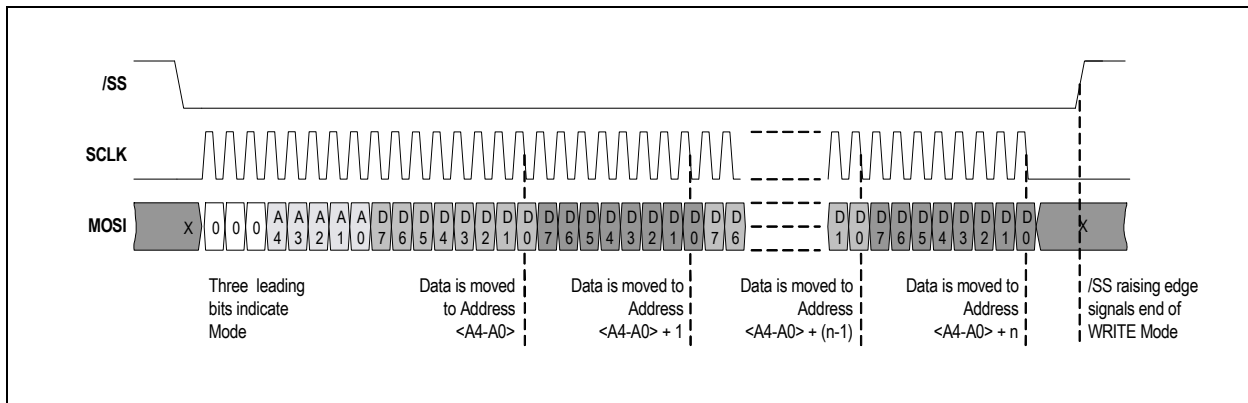 /SS
SCLK
MOSI
X 0 0 0 A4 A3 A2 A1 A0 D7 D6 D5 D4 D3 D2 D1 D0 D7 D6 D5 D4 D3 D2 D1 D0 D7 D6 D1 D0 D7 D6 D5 D4 D3 D2 D1 D0 X
Three leading
bits indicate
Mode
Data is moved
to Address
<A4-A0>
Data is moved to
Address
<A4-A0> + 1
Data is moved to
Address
<A4-A0> + (n-1)
Data is moved to
Address
<A4-A0> + n
/SS raising edge
signals end of
WRITE Mode